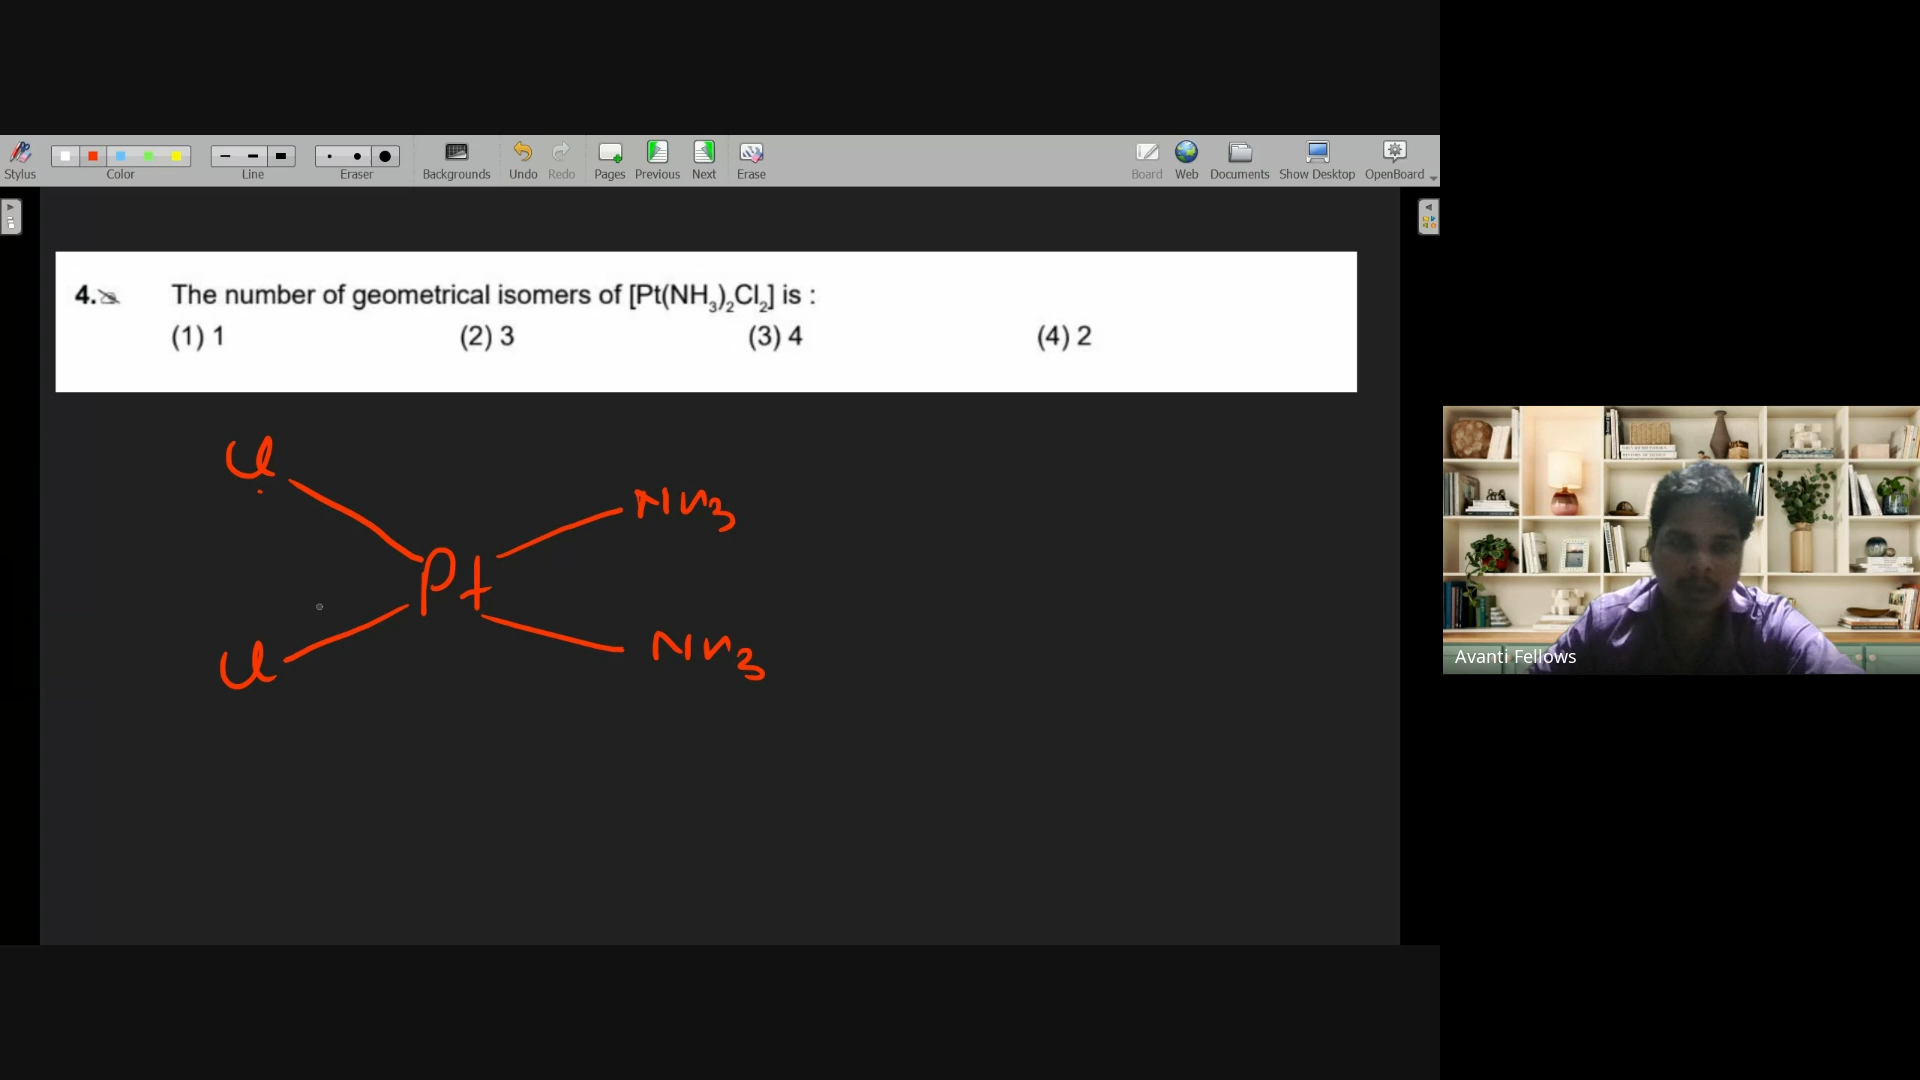 Stylus Color Line Eraser Backgrounds Undo Redo Pages Previous Next Erase Board Web Documents Show Desktop OpenBoard
4. The number of geometrical isomers of [Pt(NH3)2Cl2] is :
(1) 1 (2) 3 (3) 4 (4) 2
Cl
NH3
Pt
Cl
NH3
Avanti Fellows